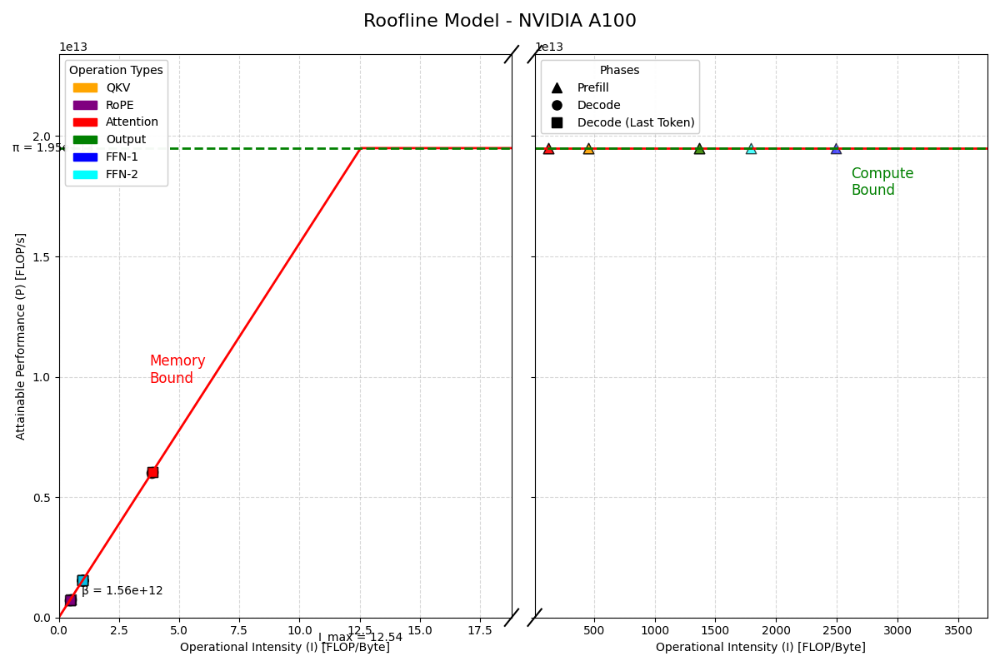 Roofline Model - NVIDIA A100
1e13
1e13
Operation Types
QKV
RoPE
Attention
Output
FFN-1
FFN-2
Phases
Prefill
Decode
Decode (Last Token)
2.0
π = 1.95
Compute
Bound
1.5
Memory
Bound
1.0
0.5
β = 1.56e+12
0.0
Attainable Performance (P) [FLOP/s]
0.0 2.5 5.0 7.5 10.0 12.5 15.0 17.5
500 1000 1500 2000 2500 3000 3500
I_max = 12.54
Operational Intensity (I) [FLOP/Byte]
Operational Intensity (I) [FLOP/Byte]